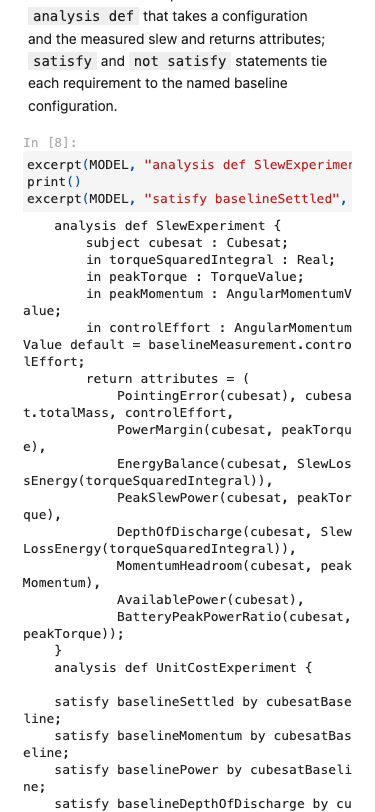 analysis def that takes a configuration
and the measured slew and returns attributes;
satisfy and not satisfy statements tie
each requirement to the named baseline
configuration.
In [8]:
excerpt(MODEL, "analysis def SlewExperimen
print()
excerpt(MODEL, "satisfy baselineSettled",
    analysis def SlewExperiment {
        subject cubesat : Cubesat;
        in torqueSquaredIntegral : Real;
        in peakTorque : TorqueValue;
        in peakMomentum : AngularMomentumV
alue;
        in controlEffort : AngularMomentum
Value default = baselineMeasurement.contro
lEffort;
        return attributes = (
            PointingError(cubesat), cubesa
t.totalMass, controlEffort,
            PowerMargin(cubesat, peakTorqu
e),
            EnergyBalance(cubesat, SlewLos
sEnergy(torqueSquaredIntegral)),
            PeakSlewPower(cubesat, peakTor
que),
            DepthOfDischarge(cubesat, Slew
LossEnergy(torqueSquaredIntegral)),
            MomentumHeadroom(cubesat, peak
Momentum),
            AvailablePower(cubesat),
            BatteryPeakPowerRatio(cubesat,
peakTorque));
    }
    analysis def UnitCostExperiment {
    satisfy baselineSettled by cubesatBase
line;
    satisfy baselineMomentum by cubesatBas
eline;
    satisfy baselinePower by cubesatBaseli
ne;
    satisfy baselineDepthOfDischarge by cu